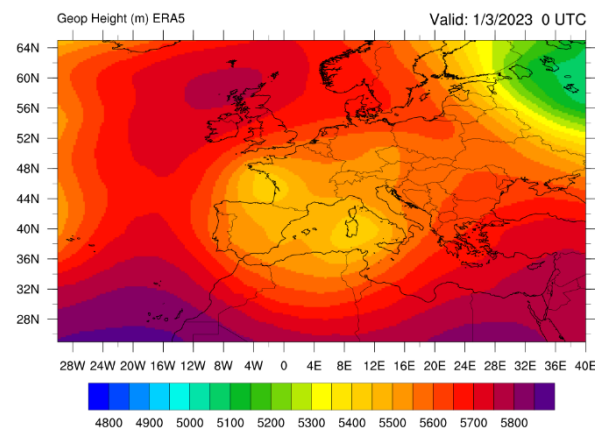 Geop Height (m) ERA5 Valid: 1/3/2023 0 UTC
64N
60N
56N
52N
48N
44N
40N
36N
32N
28N
28W 24W 20W 16W 12W 8W 4W 0 4E 8E 12E 16E 20E 24E 28E 32E 36E 40E
4800 4900 5000 5100 5200 5300 5400 5500 5600 5700 5800